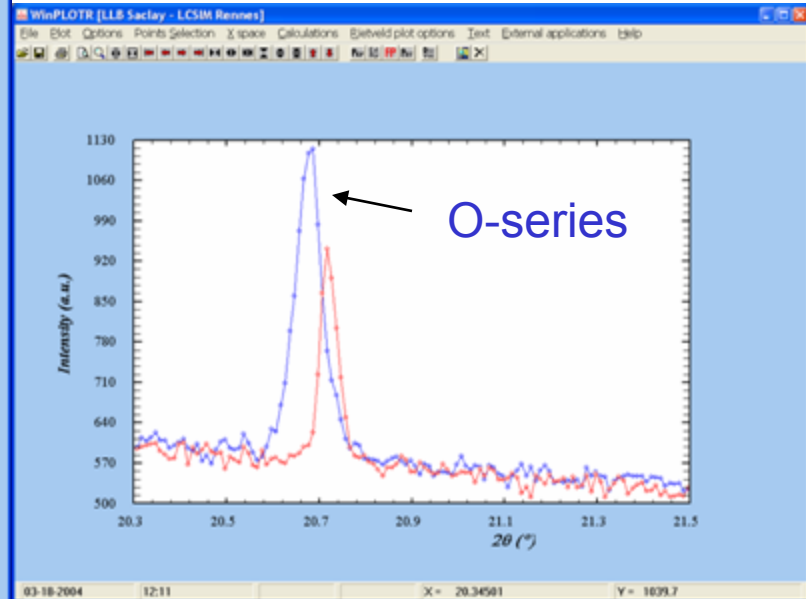 WinPLOTR [LLB Saclay - LCSIM Rennes]
File Plot Options Points Selection X space Calculations Rietveld plot options Text External applications Help
1130
1060
990
920
850
780
710
640
570
500
Intensity (a.u.)
O-series
20.3 20.5 20.7 20.9 21.1 21.3 21.5
2θ (°)
03-18-2004 12:11 X = 20.34501 Y = 1039.7